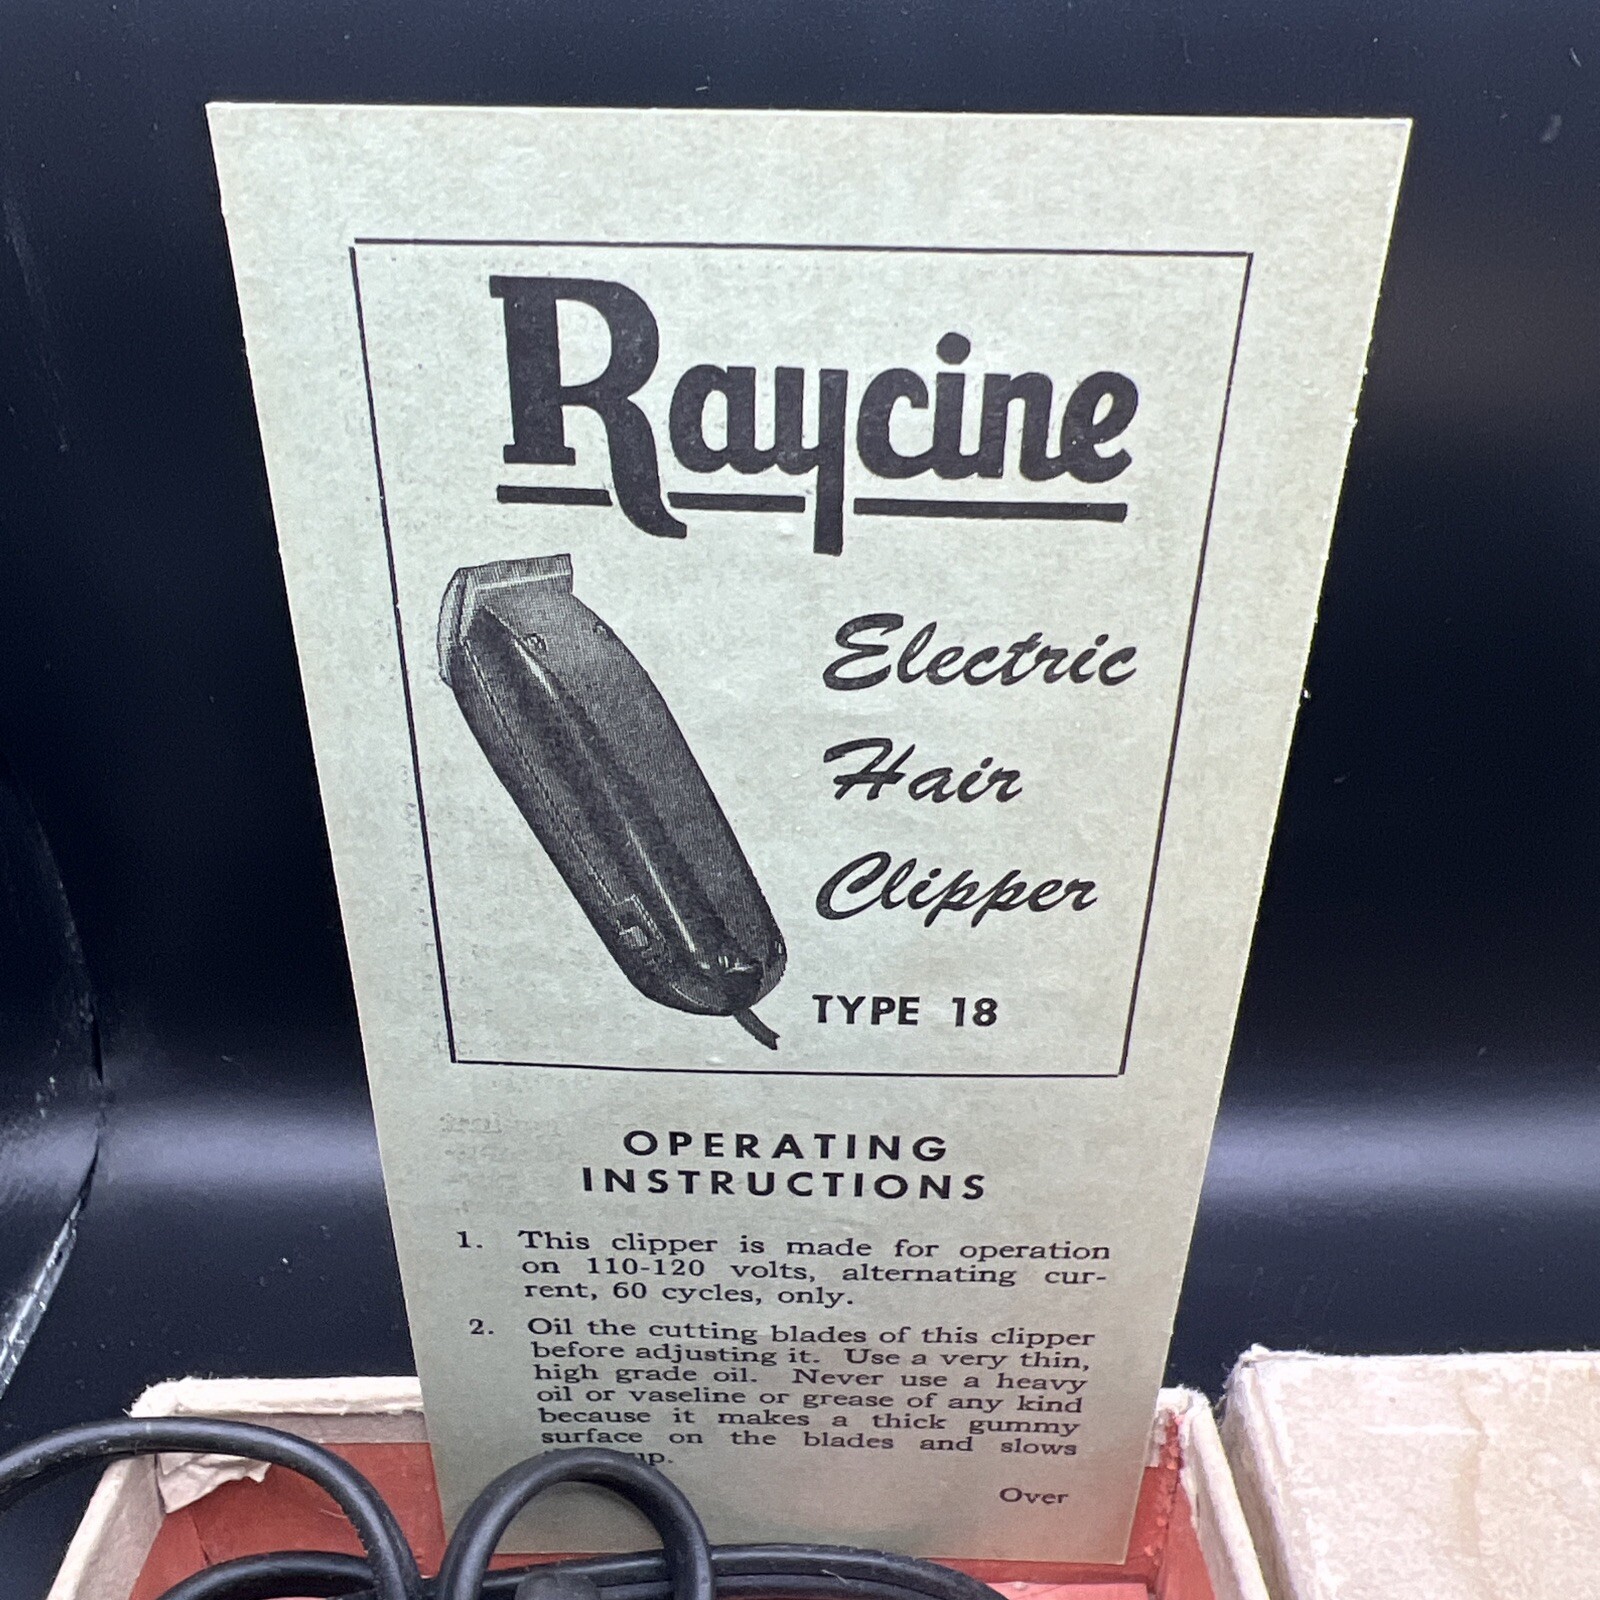 Raycine
Electric
Hair
Clipper
TYPE 18
OPERATING
INSTRUCTIONS
1. This clipper is made for operation
on 110-120 volts, alternating cur-
rent, 60 cycles, only.
2. Oil the cutting blades of this clipper
before adjusting it. Use a very thin,
high grade oil. Never use a heavy
oil or vaseline or grease of any kind
because it makes a thick gummy
surface on the blades and slows
up.
Over